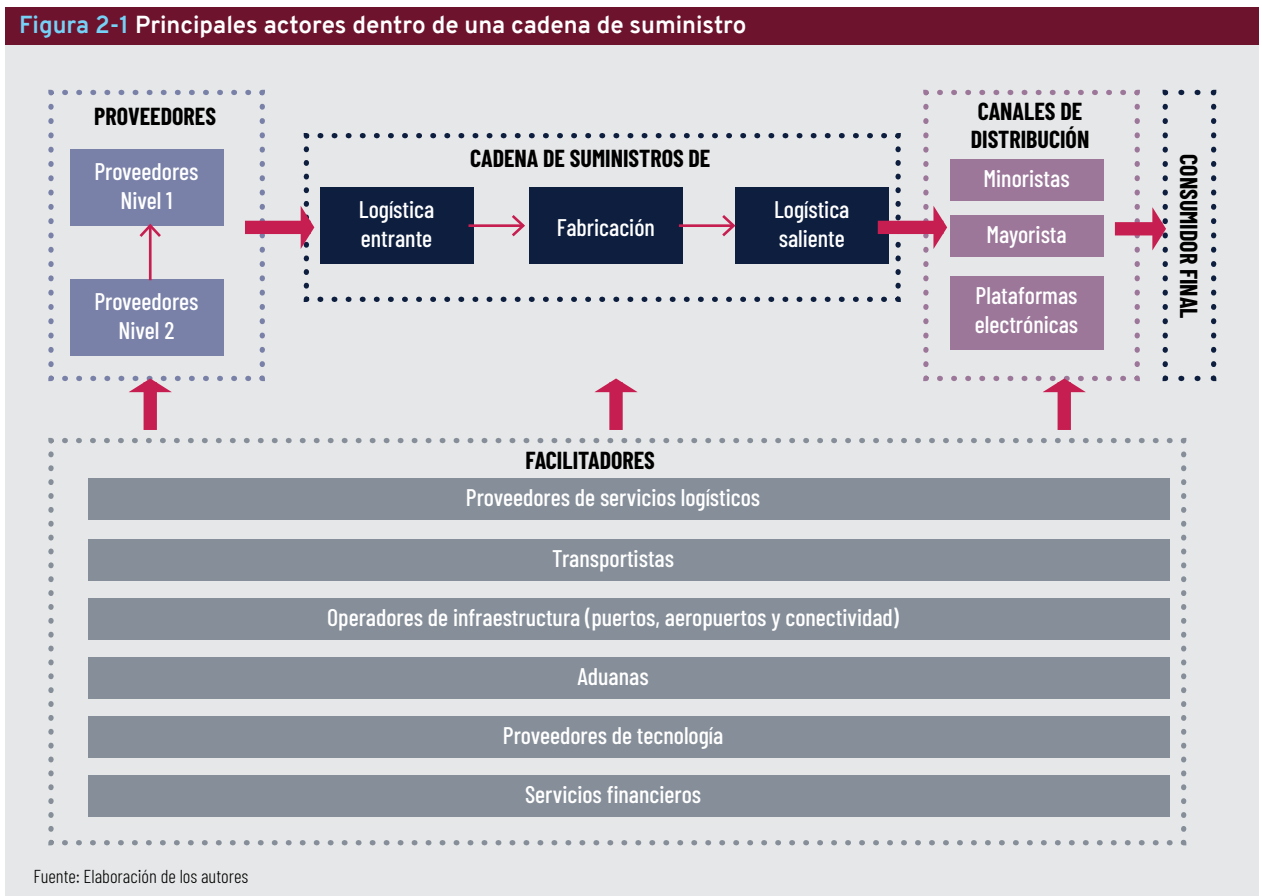 Figura 2-1 Principales actores dentro de una cadena de suministro
PROVEEDORES
Proveedores
Nivel 1
Proveedores
Nivel 2
CADENA DE SUMINISTROS DE
Logística
entrante
Fabricación
Logística
saliente
CANALES DE
DISTRIBUCIÓN
Minoristas
Mayorista
Plataformas
electrónicas
CONSUMIDOR FINAL
FACILITADORES
Proveedores de servicios logísticos
Transportistas
Operadores de infraestructura (puertos, aeropuertos y conectividad)
Aduanas
Proveedores de tecnología
Servicios financieros
Fuente: Elaboración de los autores